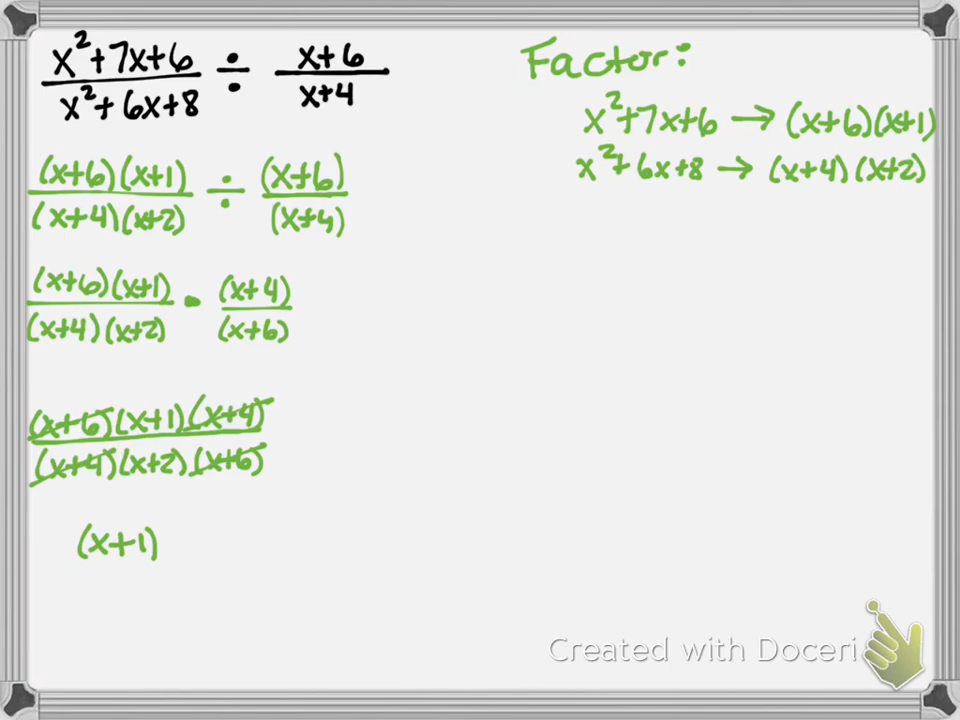 x²+7x+6 / x²+6x+8 ÷ x+6 / x+4
(x+6)(x+1) / (x+4)(x+2) ÷ (x+6) / (x+4)
(x+6)(x+1) / (x+4)(x+2) · (x+4) / (x+6)
(x+6)(x+1)(x+4) / (x+4)(x+2)(x+6)
(x+1)
Factor:
x²+7x+6 → (x+6)(x+1)
x²+6x+8 → (x+4)(x+2)
Created with Doceri